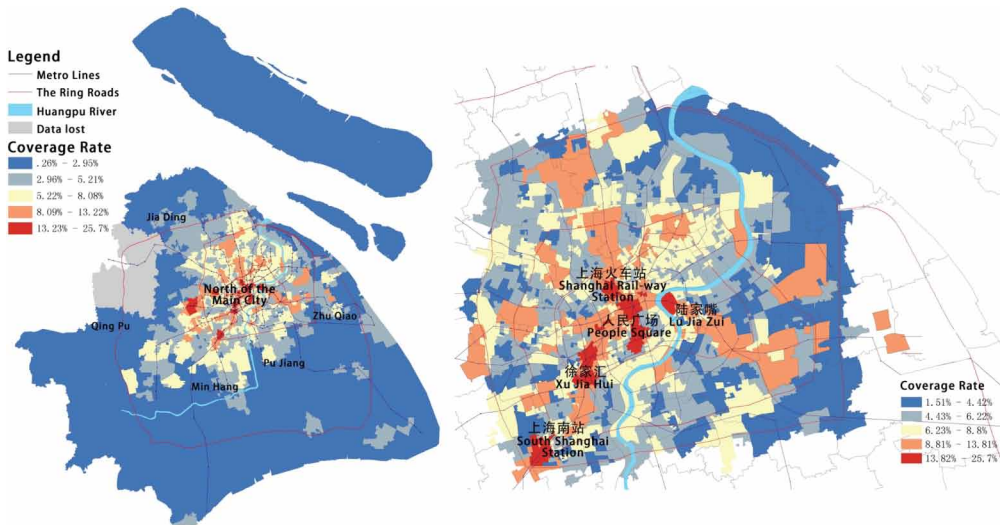 Legend
Metro Lines
The Ring Roads
Huangpu River
Data lost
Coverage Rate
.26% - 2.95%
2.96% - 5.21%
5.22% - 8.08%
8.09% - 13.22%
13.23% - 25.7%
Jia Ding
North of the
Main City
Qing Pu
Zhu Qiao
Pu Jiang
Min Hang
上海火车站
Shanghai Rail-way
Station
陆家嘴
Lu Jia Zui
人民广场
People Square
徐家汇
Xu Jia Hui
上海南站
South Shanghai
Station
Coverage Rate
1.51% - 4.42%
4.43% - 6.22%
6.23% - 8.8%
8.81% - 13.81%
13.82% - 25.7%